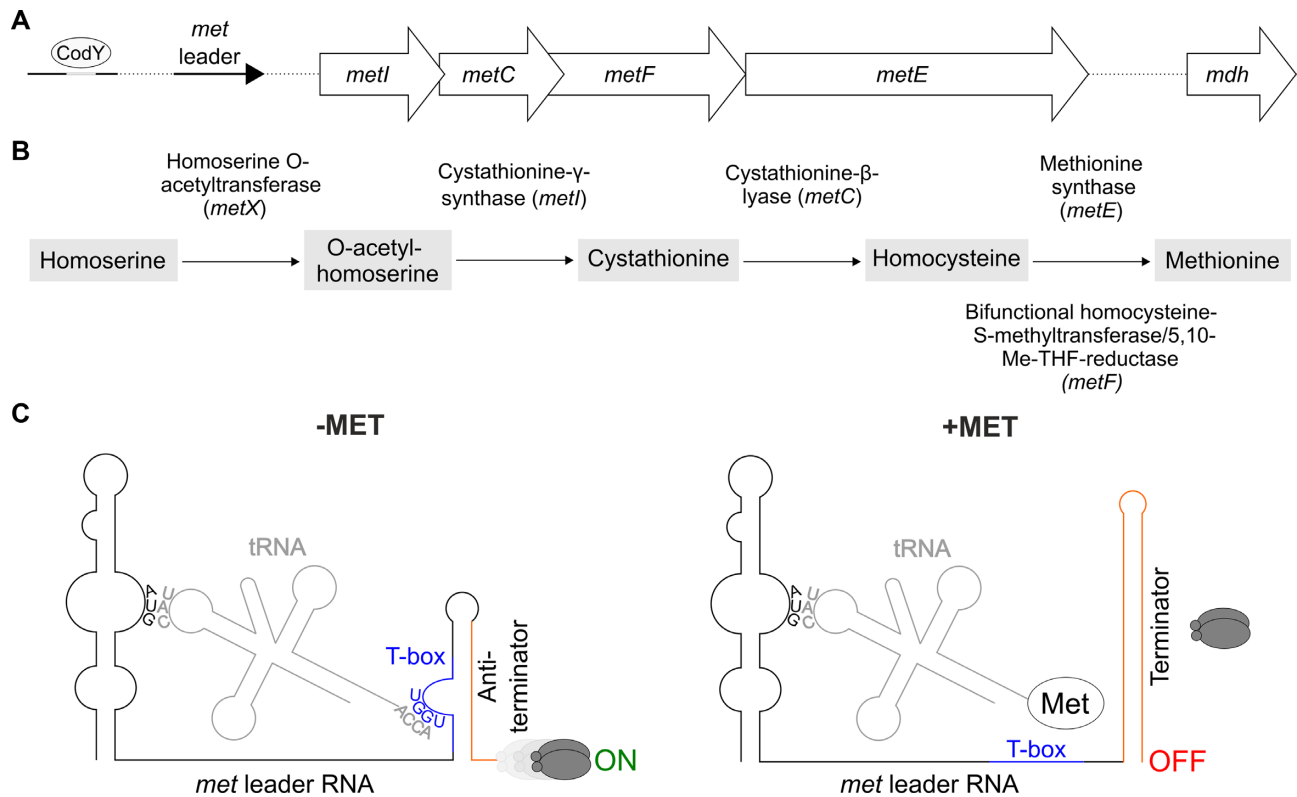 A
CodY
met
leader
metI
metC
metF
metE
mdh
B
Homoserine O-
acetyltransferase
(metX)
Cystathionine-γ-
synthase (metI)
Cystathionine-β-
lyase (metC)
Methionine
synthase
(metE)
Homoserine
O-acetyl-
homoserine
Cystathionine
Homocysteine
Methionine
Bifunctional homocysteine-
S-methyltransferase/5,10-
Me-THF-reductase
(metF)
C
-MET
tRNA
AUG
UAC
T-box
UGGU
ACCA
Anti-
terminator
ON
met leader RNA
+MET
tRNA
AUG
UAC
Met
T-box
Terminator
OFF
met leader RNA